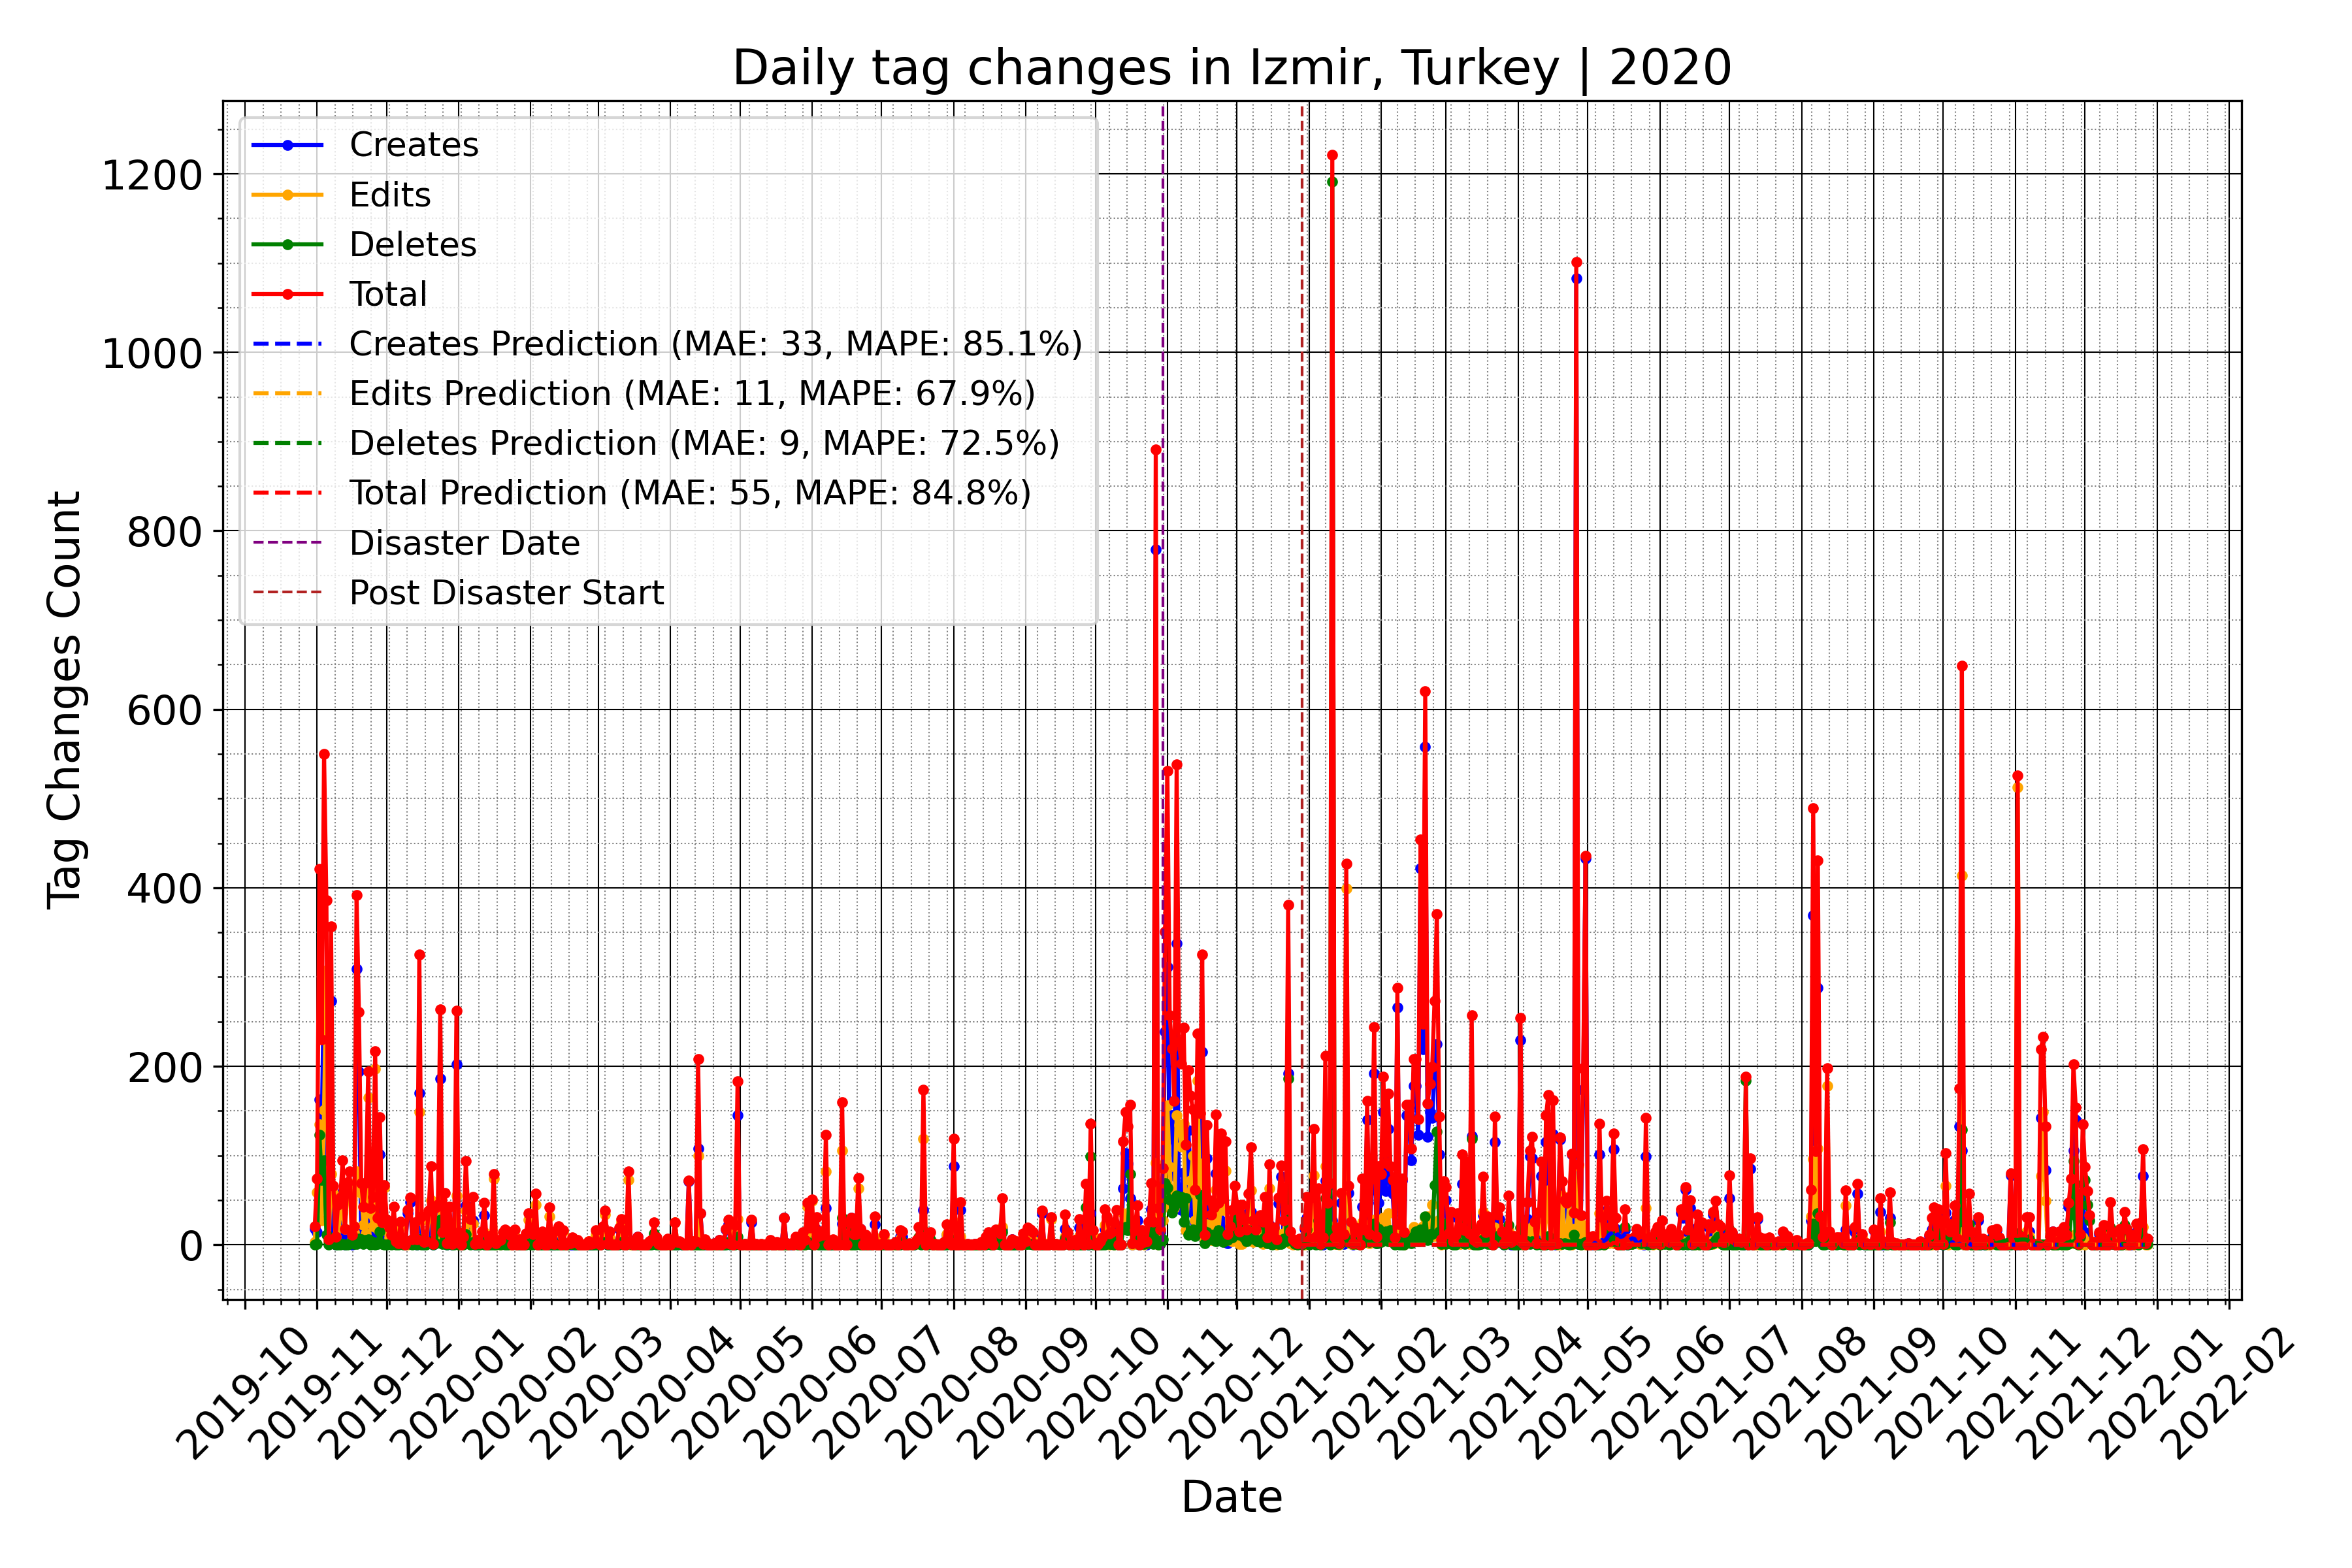 Daily tag changes in Izmir, Turkey | 2020
Tag Changes Count
1200
1000
800
600
400
200
0
Creates
Edits
Deletes
Total
Creates Prediction (MAE: 33, MAPE: 85.1%)
Edits Prediction (MAE: 11, MAPE: 67.9%)
Deletes Prediction (MAE: 9, MAPE: 72.5%)
Total Prediction (MAE: 55, MAPE: 84.8%)
Disaster Date
Post Disaster Start
2019-10
2019-11
2019-12
2020-01
2020-02
2020-03
2020-04
2020-05
2020-06
2020-07
2020-08
2020-09
2020-10
2020-11
2020-12
2021-01
2021-02
2021-03
2021-04
2021-05
2021-06
2021-07
2021-08
2021-09
2021-10
2021-11
2021-12
2022-01
2022-02
Date